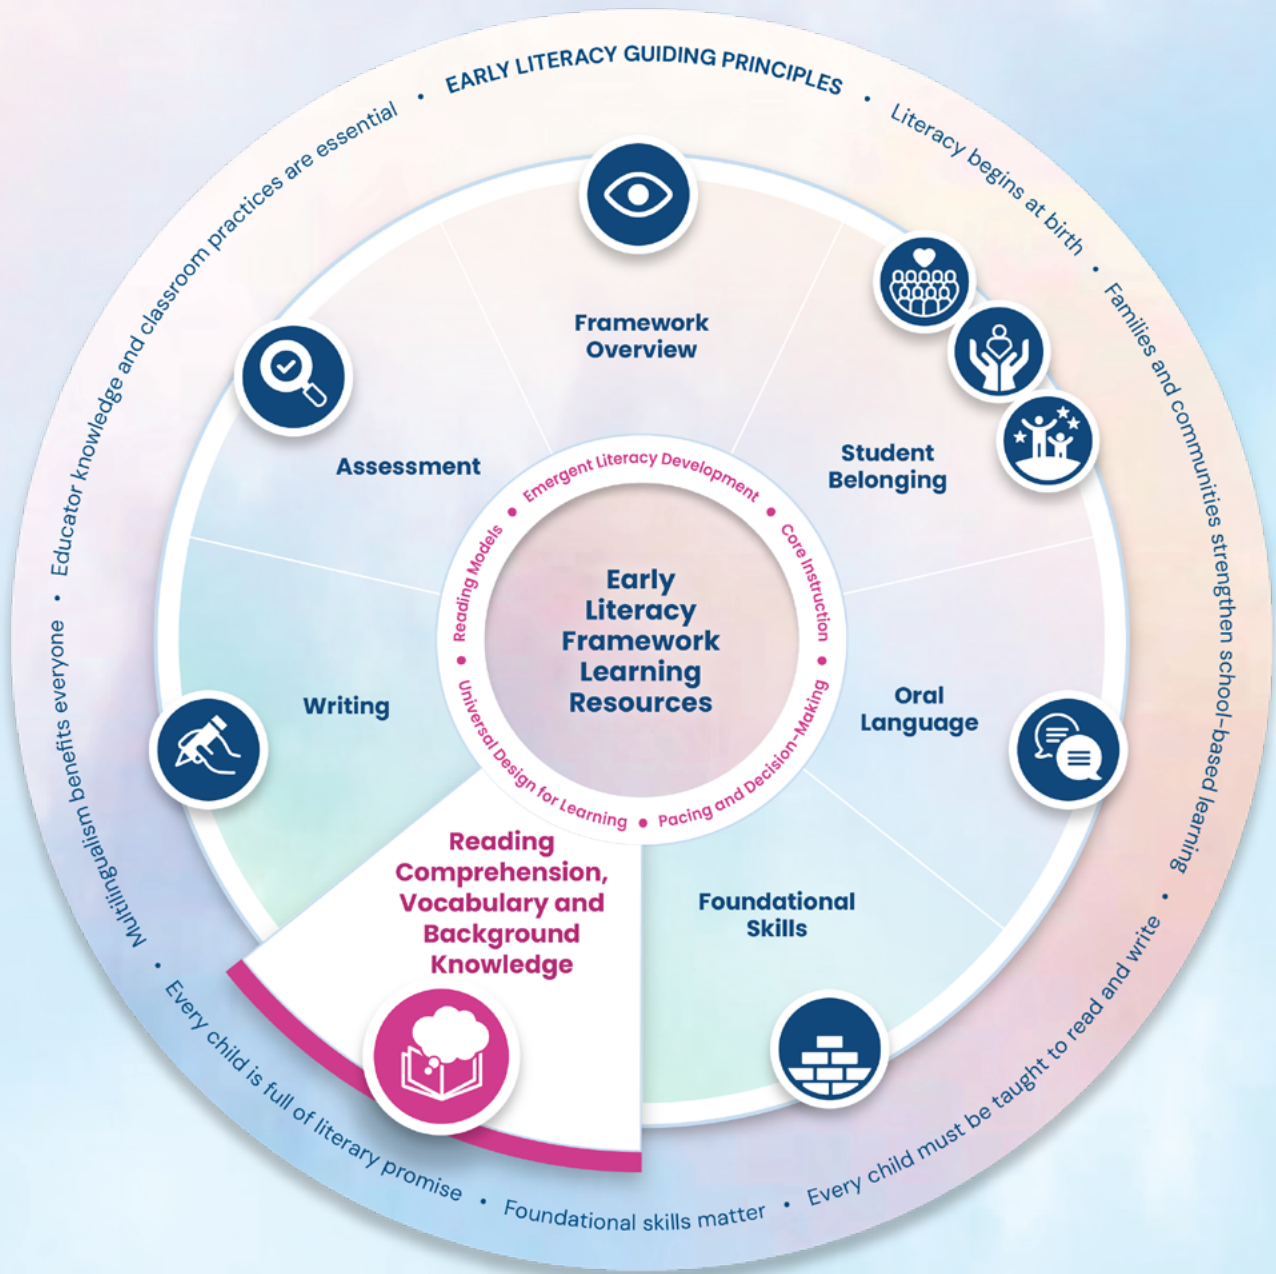 EARLY LITERACY GUIDING PRINCIPLES
• Literacy begins at birth
• Families and communities strengthen school-based learning
• Every child must be taught to read and write
• Foundational skills matter
• Every child is full of literary promise
• Multilingualism benefits everyone
• Educator knowledge and classroom practices are essential •
Framework
Overview
Student
Belonging
Oral
Language
Foundational
Skills
Reading
Comprehension,
Vocabulary and
Background
Knowledge
Writing
Assessment
Emergent Literacy Development
• Core Instruction
• Pacing and Decision-Making
• Universal Design for Learning
• Reading Models •
Early
Literacy
Framework
Learning
Resources